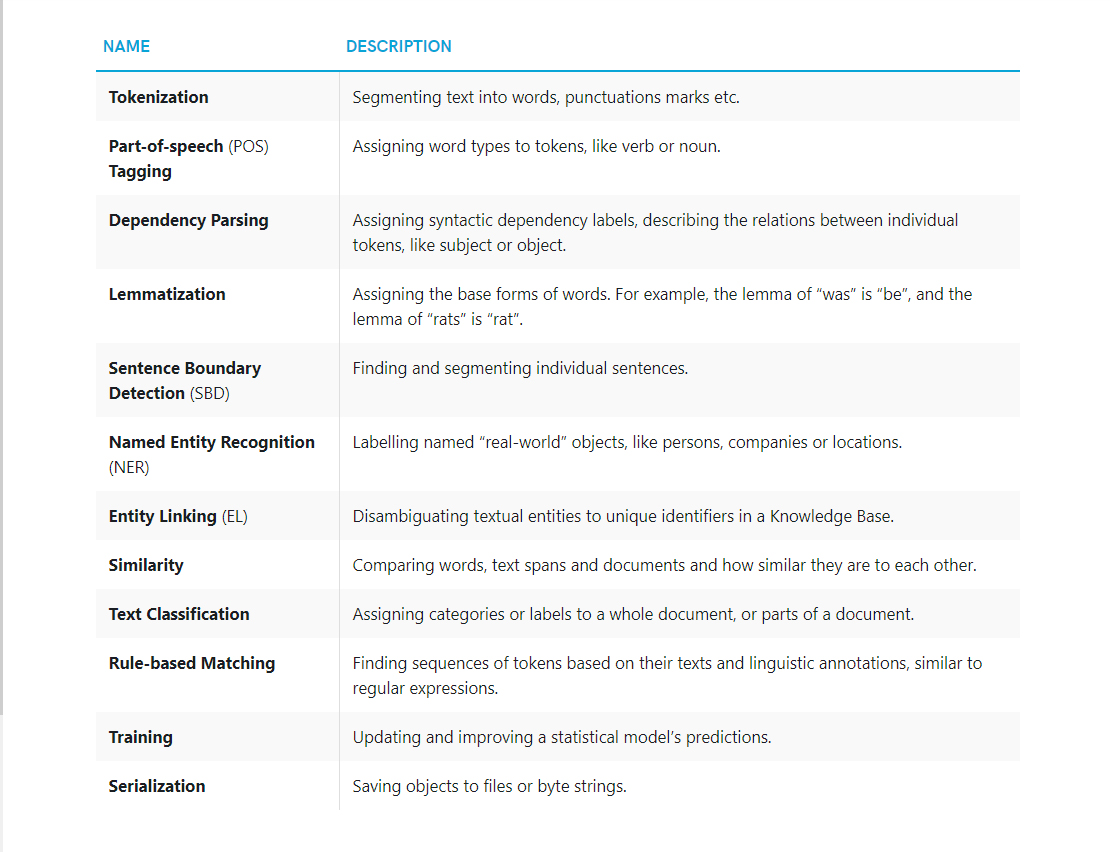 NAME DESCRIPTION
Tokenization Segmenting text into words, punctuations marks etc.
Part-of-speech (POS) Assigning word types to tokens, like verb or noun.
Tagging
Dependency Parsing Assigning syntactic dependency labels, describing the relations between individual
tokens, like subject or object.
Lemmatization Assigning the base forms of words. For example, the lemma of “was” is “be”, and the
lemma of “rats” is “rat”.
Sentence Boundary Finding and segmenting individual sentences.
Detection (SBD)
Named Entity Recognition Labelling named “real-world” objects, like persons, companies or locations.
(NER)
Entity Linking (EL) Disambiguating textual entities to unique identifiers in a Knowledge Base.
Similarity Comparing words, text spans and documents and how similar they are to each other.
Text Classification Assigning categories or labels to a whole document, or parts of a document.
Rule-based Matching Finding sequences of tokens based on their texts and linguistic annotations, similar to
regular expressions.
Training Updating and improving a statistical model’s predictions.
Serialization Saving objects to files or byte strings.